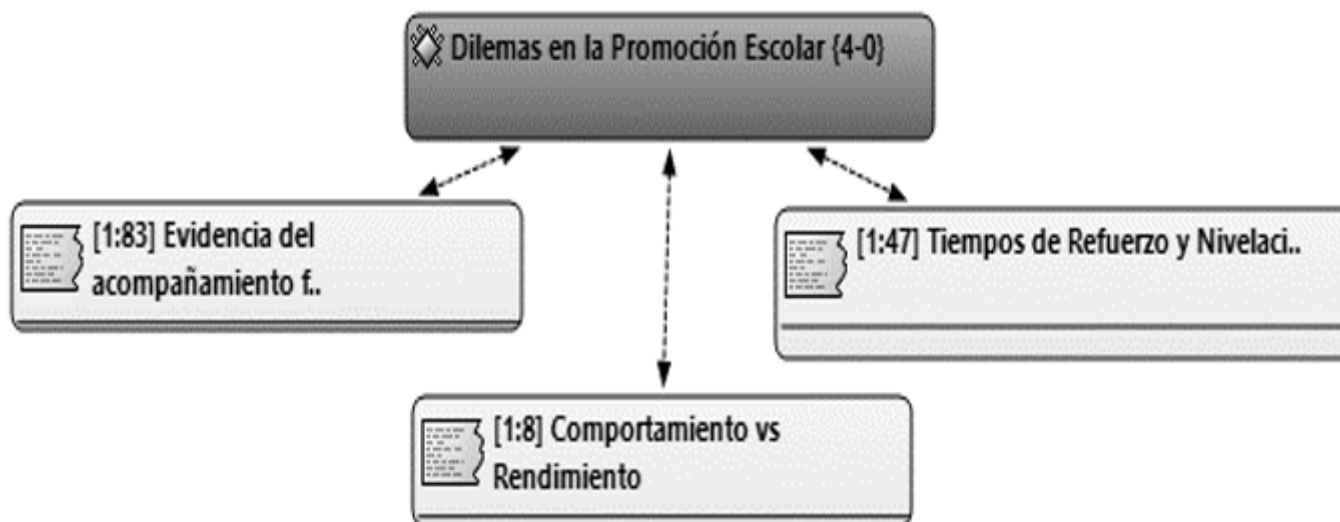 Dilemas en la Promoción Escolar {4-0}
[1:83] Evidencia del
acompañamiento f..
[1:47] Tiempos de Refuerzo y Nivelaci..
[1:8] Comportamiento vs
Rendimiento